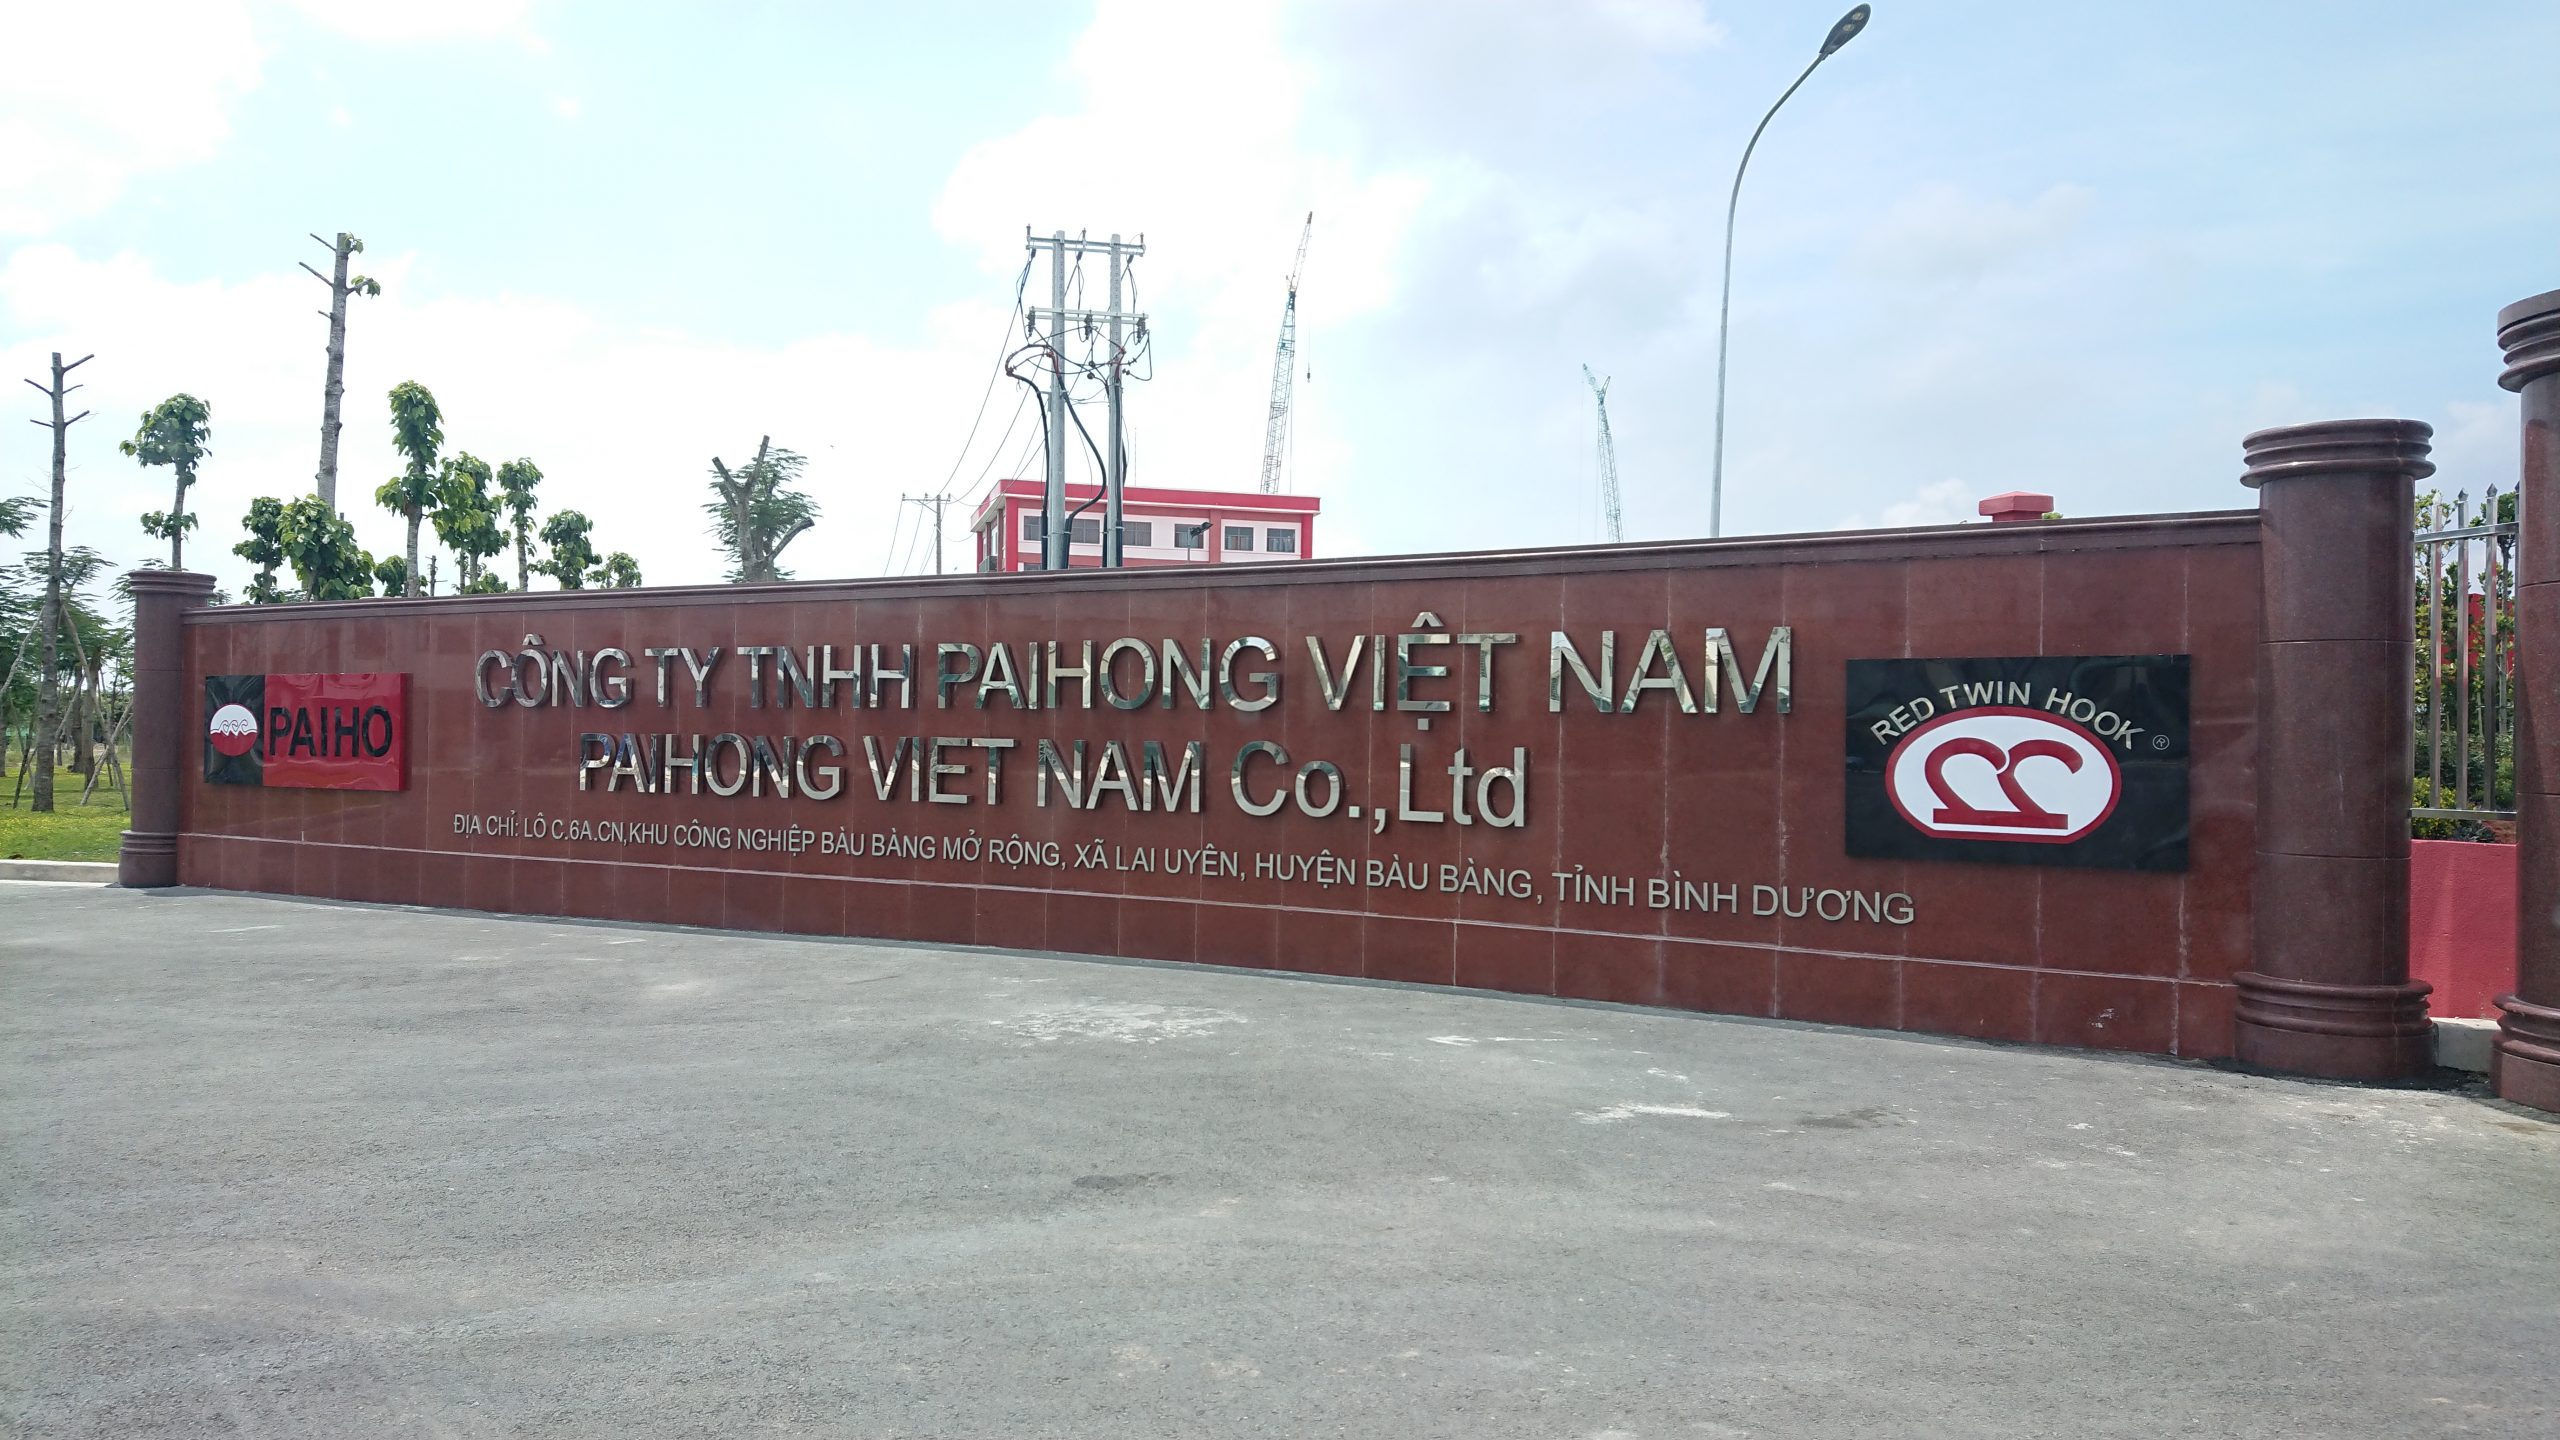 PAIHO
CÔNG TY TNHH PAIHONG VIỆT NAM
PAIHONG VIET NAM Co.,Ltd
ĐỊA CHỈ: LÔ C.6A.CN,KHU CÔNG NGHIỆP BÀU BÀNG MỞ RỘNG, XÃ LAI UYÊN, HUYỆN BÀU BÀNG, TỈNH BÌNH DƯƠNG
RED TWIN HOOK ®